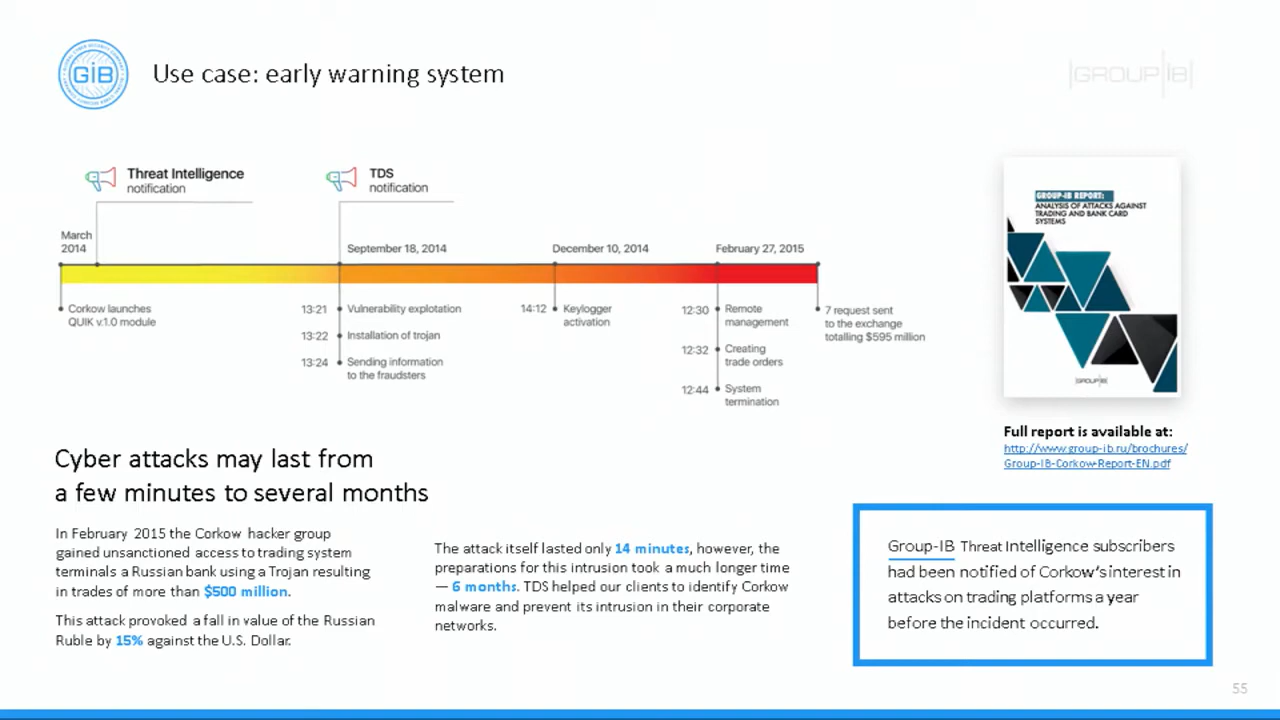 GIB
Use case: early warning system
|GROUP|iB|
Threat Intelligence
notification
TDS
notification
March
2014
September 18, 2014
December 10, 2014
February 27, 2015
Corkow launches
QUIK v.1.0 module
13:21 Vulnerability explotation
13:22 Installation of trojan
13:24 Sending information
to the fraudsters
14:12 Keylogger
activation
12:30 Remote
management
12:32 Creating
trade orders
12:44 System
termination
7 request sent
to the exchange
totalling $595 million
GROUP-IB REPORT:
ANALYSIS OF ATTACKS AGAINST
TRADING AND BANK CARD
SYSTEMS
|GROUP|iB|
Full report is available at:
http://www.group-ib.ru/brochures/
Group-IB-Corkow-Report-EN.pdf
Cyber attacks may last from
a few minutes to several months
In February 2015 the Corkow hacker group
gained unsanctioned access to trading system
terminals a Russian bank using a Trojan resulting
in trades of more than $500 million.
This attack provoked a fall in value of the Russian
Ruble by 15% against the U.S. Dollar.
The attack itself lasted only 14 minutes, however, the
preparations for this intrusion took a much longer time
— 6 months. TDS helped our clients to identify Corkow
malware and prevent its intrusion in their corporate
networks.
Group-IB Threat Intelligence subscribers
had been notified of Corkow's interest in
attacks on trading platforms a year
before the incident occurred.
55